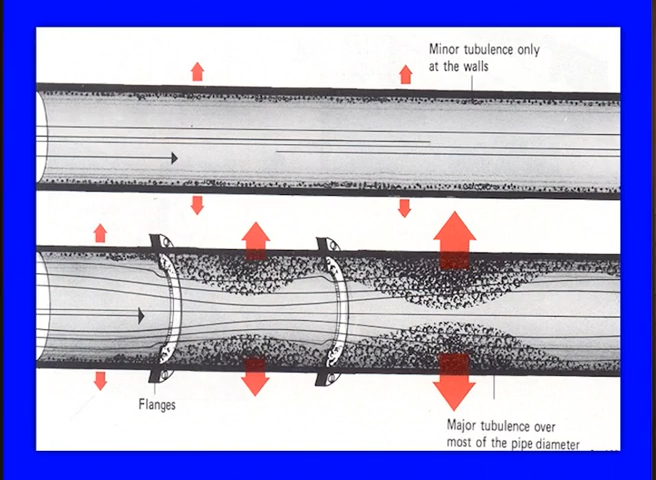 Minor tubulence only
at the walls
Flanges
Major tubulence over
most of the pipe diameter